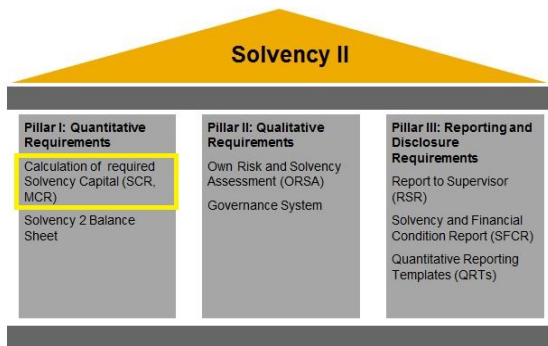 Solvency II
Pillar I: Quantitative
Requirements
Calculation of required
Solvency Capital (SCR,
MCR)
Solvency 2 Balance
Sheet
Pillar II: Qualitative
Requirements
Own Risk and Solvency
Assessment (ORSA)
Governance System
Pillar III: Reporting and
Disclosure
Requirements
Report to Supervisor
(RSR)
Solvency and Financial
Condition Report (SFCR)
Quantitative Reporting
Templates (QRTs)